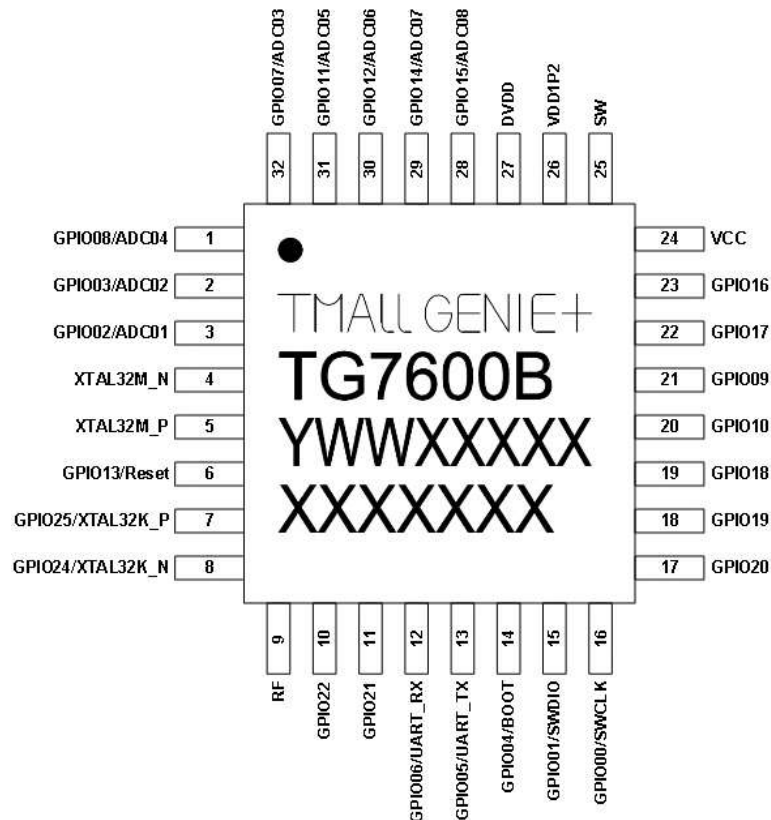 GPIO07/ADC03
GPIO11/ADC05
GPIO12/ADC06
GPIO14/ADC07
GPIO15/ADC08
DVDD
VDD1P2
SW
32
31
30
29
28
27
26
25
GPIO08/ADC04 1
GPIO03/ADC02 2
GPIO02/ADC01 3
XTAL32M_N 4
XTAL32M_P 5
GPIO13/Reset 6
GPIO25/XTAL32K_P 7
GPIO24/XTAL32K_N 8
TMALL GENIE+
TG7600B
YWWXXXXX
XXXXXXX
24 VCC
23 GPIO16
22 GPIO17
21 GPIO09
20 GPIO10
19 GPIO18
18 GPIO19
17 GPIO20
9
10
11
12
13
14
15
16
RF
GPIO22
GPIO21
GPIO06/UART_RX
GPIO05/UART_TX
GPIO04/BOOT
GPIO01/SWDIO
GPIO00/SWCLK